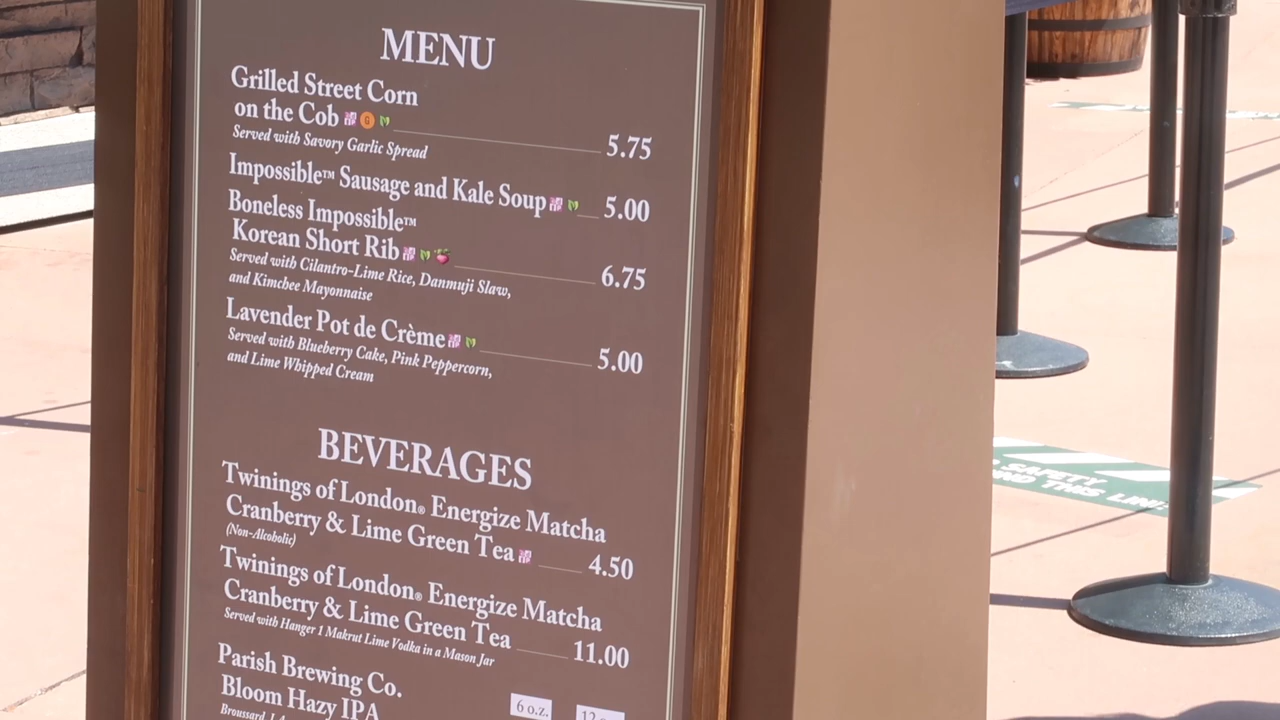 MENU
Grilled Street Corn
on the Cob G 5.75
Served with Savory Garlic Spread
Impossible™ Sausage and Kale Soup 5.00
Boneless Impossible™
Korean Short Rib 6.75
Served with Cilantro-Lime Rice, Danmuji Slaw,
and Kimchee Mayonnaise
Lavender Pot de Crème 5.00
Served with Blueberry Cake, Pink Peppercorn,
and Lime Whipped Cream
BEVERAGES
Twinings of London® Energize Matcha
Cranberry & Lime Green Tea 4.50
(Non-Alcoholic)
Twinings of London® Energize Matcha
Cranberry & Lime Green Tea 11.00
Served with Hanger 1 Makrut Lime Vodka in a Mason Jar
Parish Brewing Co.
Bloom Hazy IPA
6 o.z.
Broussard,
SAFETY
THIS LINE